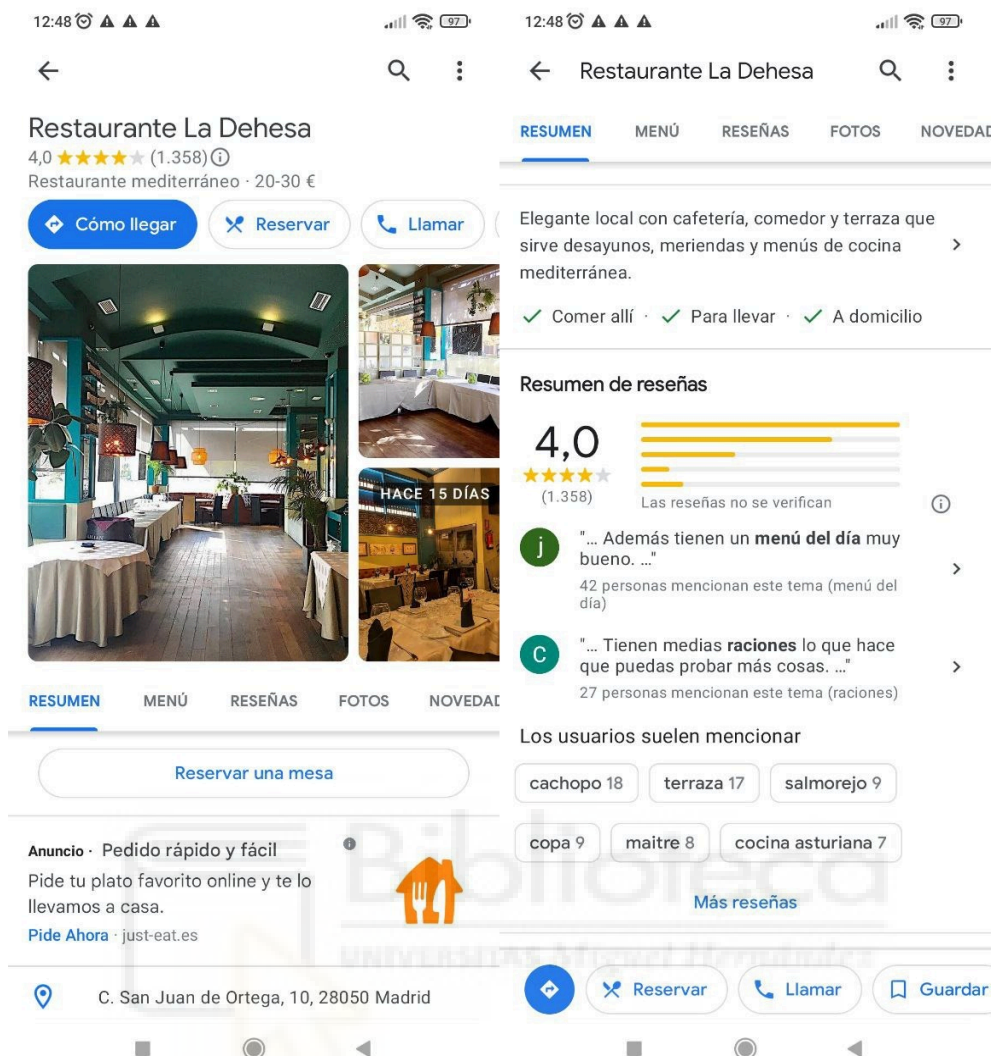 12:48
97
Restaurante La Dehesa
4,0 (1.358)
Restaurante mediterráneo · 20-30 €
Cómo llegar
Reservar
Llamar
HACE 15 DÍAS
RESUMEN MENÚ RESEÑAS FOTOS NOVEDAD
Reservar una mesa
Anuncio · Pedido rápido y fácil
Pide tu plato favorito online y te lo
llevamos a casa.
Pide Ahora · just-eat.es
C. San Juan de Ortega, 10, 28050 Madrid
12:48
97
Restaurante La Dehesa
RESUMEN MENÚ RESEÑAS FOTOS NOVEDAD
Elegante local con cafetería, comedor y terraza que
sirve desayunos, meriendas y menús de cocina
mediterránea.
Comer allí · Para llevar · A domicilio
Resumen de reseñas
4,0
(1.358)
Las reseñas no se verifican
j
"... Además tienen un menú del día muy
bueno. ..."
42 personas mencionan este tema (menú del
día)
C
"... Tienen medias raciones lo que hace
que puedas probar más cosas. ..."
27 personas mencionan este tema (raciones)
Los usuarios suelen mencionar
cachopo 18 terraza 17 salmorejo 9
copa 9 maitre 8 cocina asturiana 7
Más reseñas
Reservar
Llamar
Guardar
Biblioteca
UNIVERSITAS Miguel Hernández